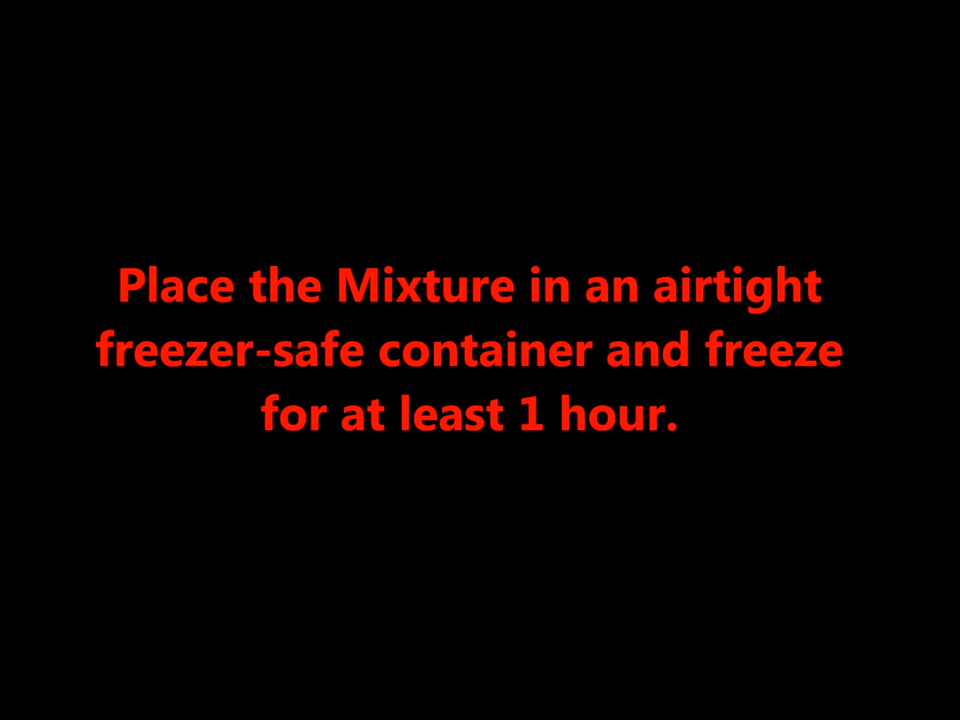 Place the Mixture in an airtight
freezer-safe container and freeze
for at least 1 hour.